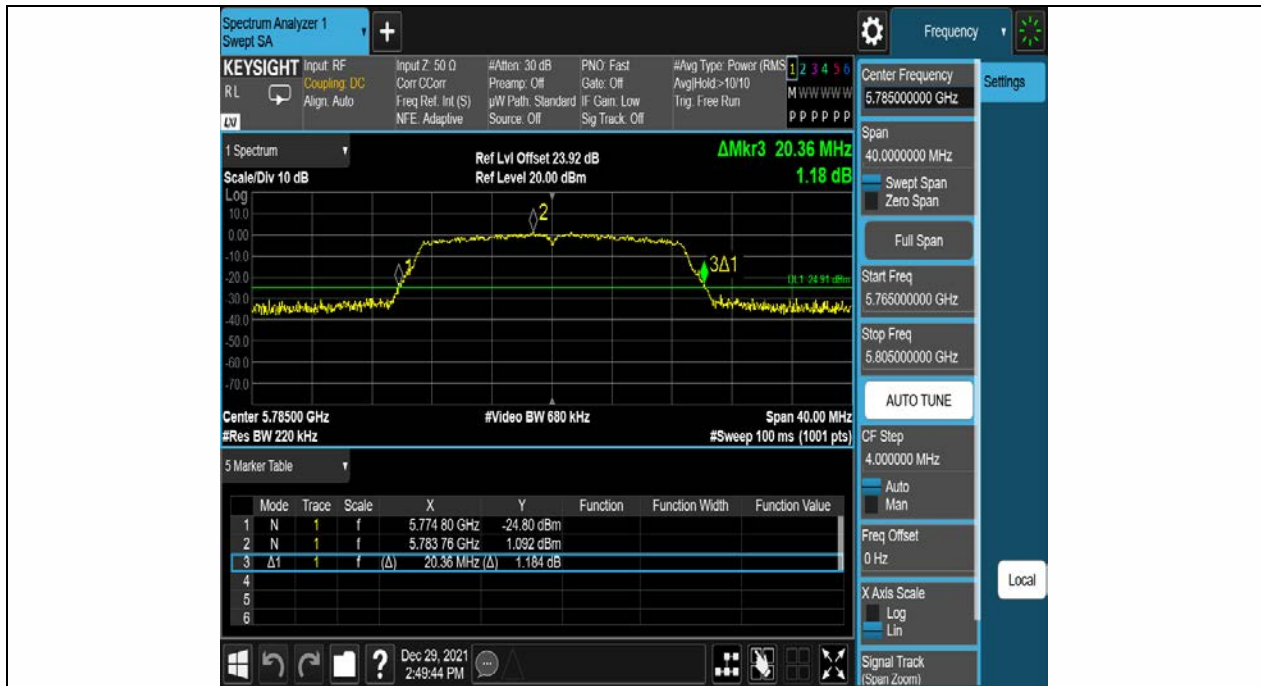 Spectrum Analyzer 1
Swept SA
+
Frequency
KEYSIGHT
RL
LXI
Input: RF
Coupling: DC
Align: Auto
Input Z: 50 Ω
Corr CCorr
Freq Ref: Int (S)
NFE: Adaptive
#Atten: 30 dB
Preamp: Off
µW Path: Standard
Source: Off
PNO: Fast
Gate: Off
IF Gain: Low
Sig Track: Off
#Avg Type: Power (RMS
Avg|Hold:>10/10
Trig: Free Run
1 2 3 4 5 6
M W W W W W
P P P P P P
1 Spectrum
Scale/Div 10 dB
Ref Lvl Offset 23.92 dB
Ref Level 20.00 dBm
ΔMkr3 20.36 MHz
1.18 dB
Log
10.0
0.00
-10.0
-20.0
-30.0
-40.0
-50.0
-60.0
-70.0
1
2
3Δ1
DL1 -24.91 dBm
Center 5.78500 GHz
#Video BW 680 kHz
Span 40.00 MHz
#Res BW 220 kHz
#Sweep 100 ms (1001 pts)
5 Marker Table
Mode Trace Scale X Y Function Function Width Function Value
1 N 1 f 5.774 80 GHz -24.80 dBm
2 N 1 f 5.783 76 GHz 1.092 dBm
3 Δ1 1 f (Δ) 20.36 MHz (Δ) 1.184 dB
4
5
6
?
Dec 29, 2021
2:49:44 PM
Center Frequency
5.785000000 GHz
Span
40.0000000 MHz
Swept Span
Zero Span
Full Span
Start Freq
5.765000000 GHz
Stop Freq
5.805000000 GHz
AUTO TUNE
CF Step
4.000000 MHz
Auto
Man
Freq Offset
0 Hz
X Axis Scale
Log
Lin
Signal Track
(Span Zoom)
Settings
Local